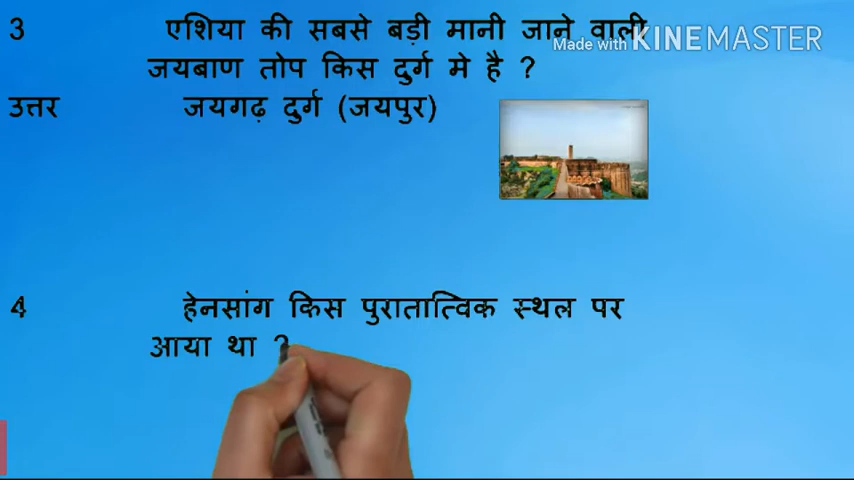 3 एशिया की सबसे बड़ी मानी जाने वाली
Made with KINEMASTER
जयबाण तोप किस दुर्ग मे है ?
उत्तर जयगढ़ दुर्ग (जयपुर)
4 हेनसांग किस पुरातात्विक स्थल पर
आया था ?